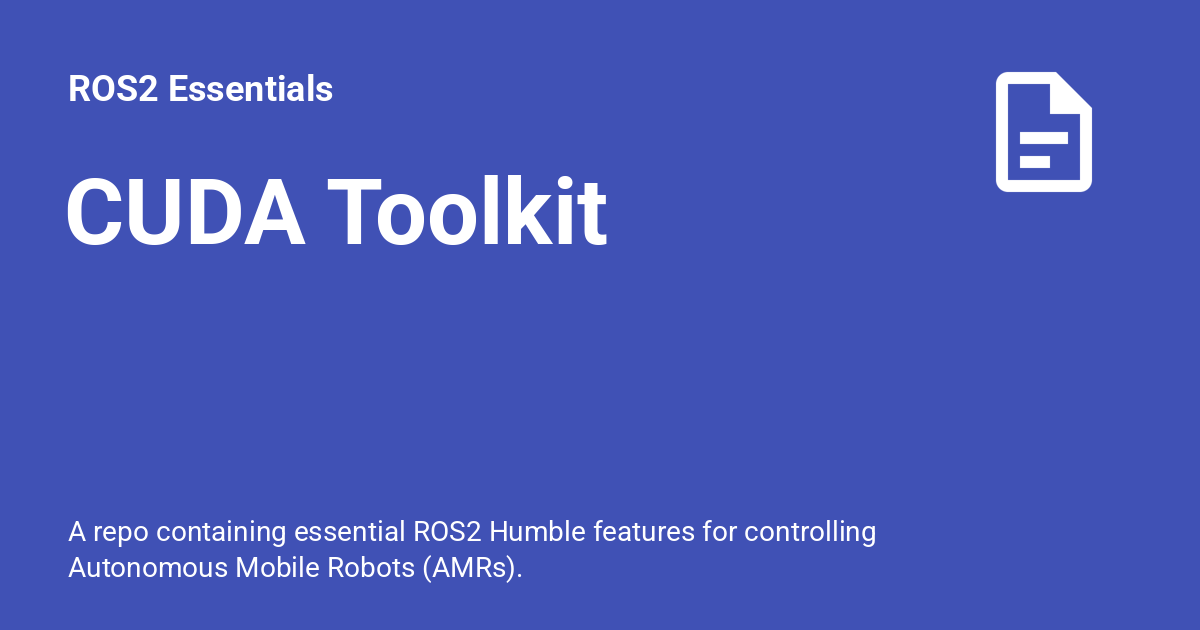 ROS2 Essentials
CUDA Toolkit
A repo containing essential ROS2 Humble features for controlling
Autonomous Mobile Robots (AMRs).